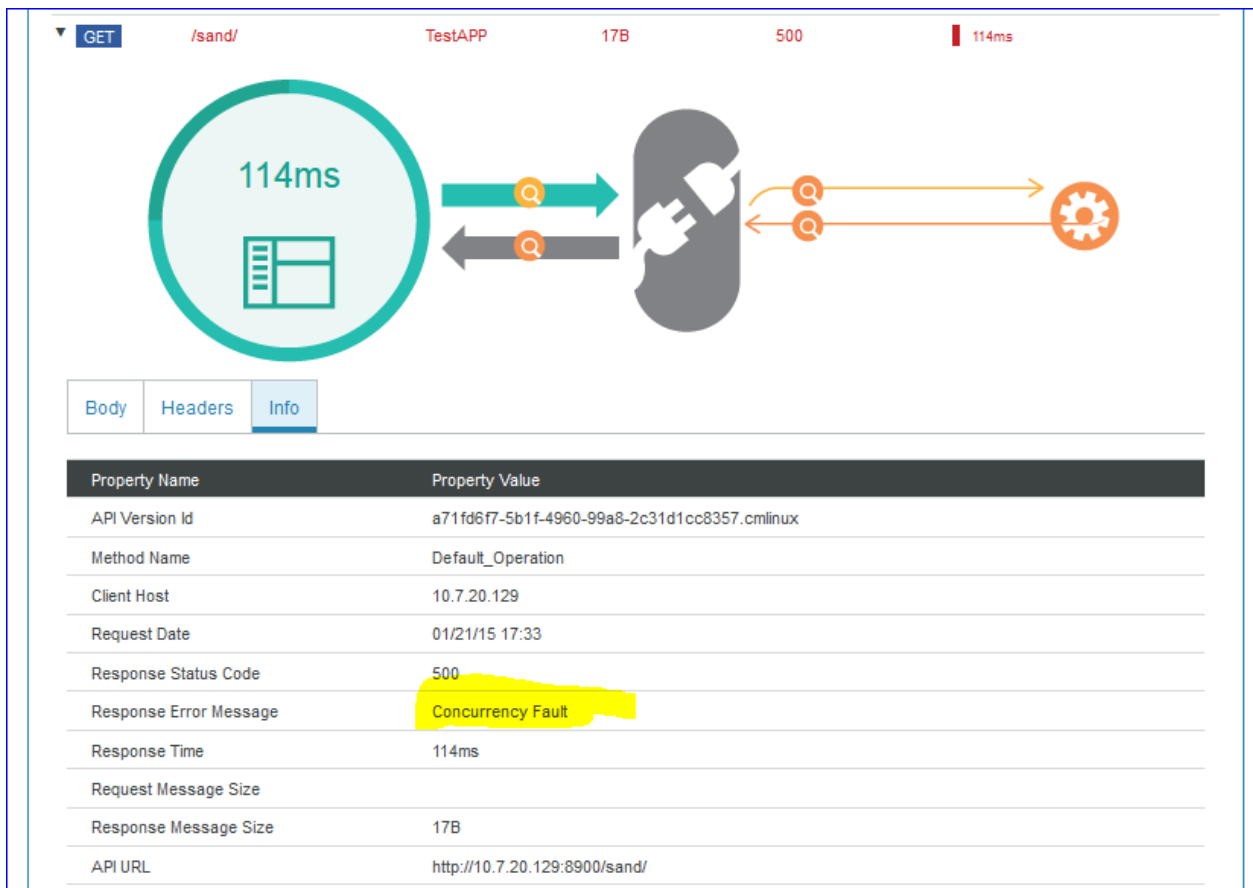 GET /sand/ TestAPP 17B 500 114ms
114ms
Body Headers Info
Property Name Property Value
API Version Id a71fd6f7-5b1f-4960-99a8-2c31d1cc8357.cmlinux
Method Name Default_Operation
Client Host 10.7.20.129
Request Date 01/21/15 17:33
Response Status Code 500
Response Error Message Concurrency Fault
Response Time 114ms
Request Message Size
Response Message Size 17B
API URL http://10.7.20.129:8900/sand/